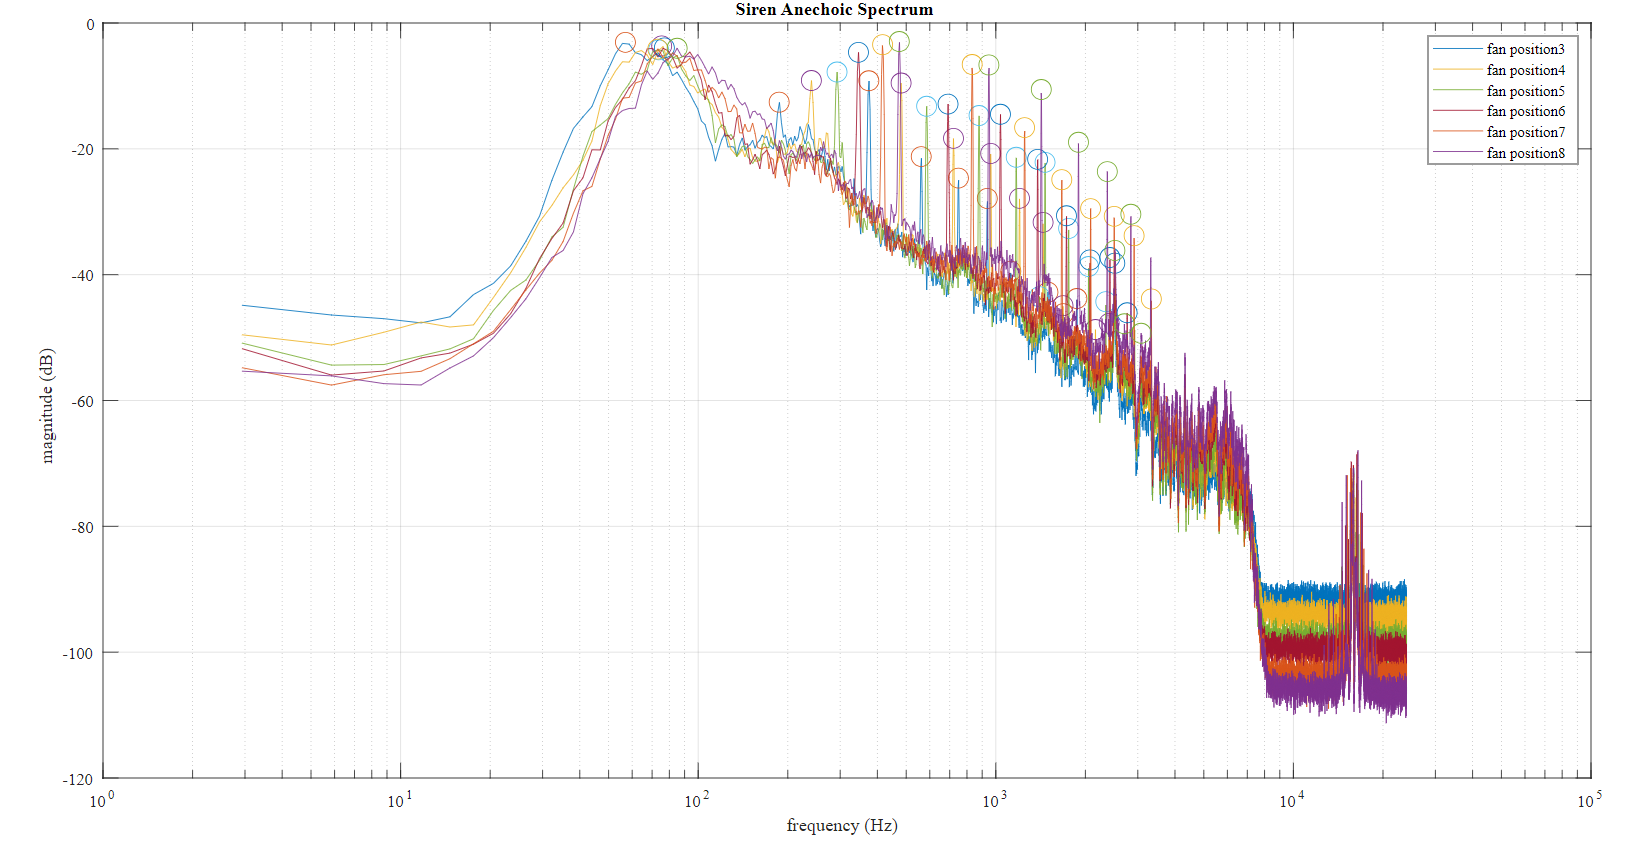 Siren Anechoic Spectrum
0
-20
-40
-60
-80
-100
-120
magnitude (dB)
10^0
10^1
10^2
10^3
10^4
10^5
frequency (Hz)
fan position3
fan position4
fan position5
fan position6
fan position7
fan position8